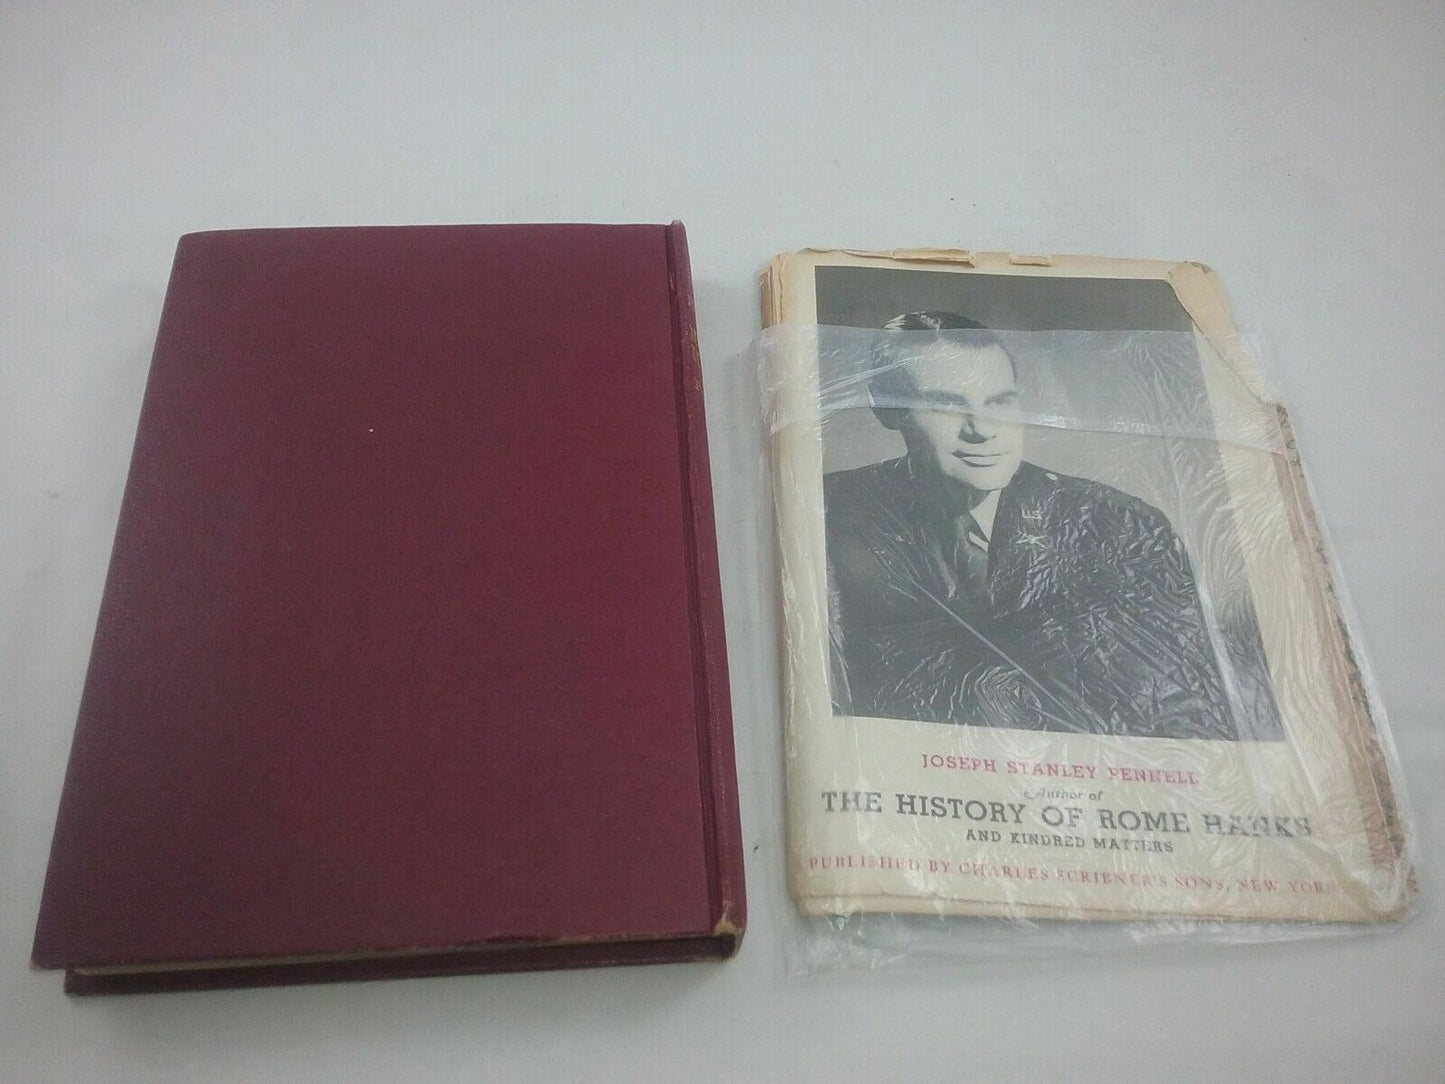 JOSEPH STANLEY PENNELL
Author of
THE HISTORY OF ROME HANKS
AND KINDRED MATTERS
PUBLISHED BY CHARLES SCRIBNER'S SONS, NEW YORK